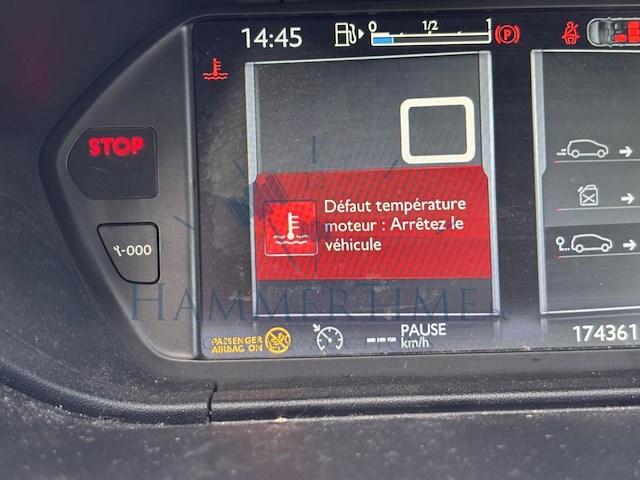 14:45
0 1/2 1
(P)
STOP
Défaut température
moteur : Arrêtez le
véhicule
-000
HAMMERTIME
PASSENGER
AIRBAG ON
PAUSE
--- km/h
174361